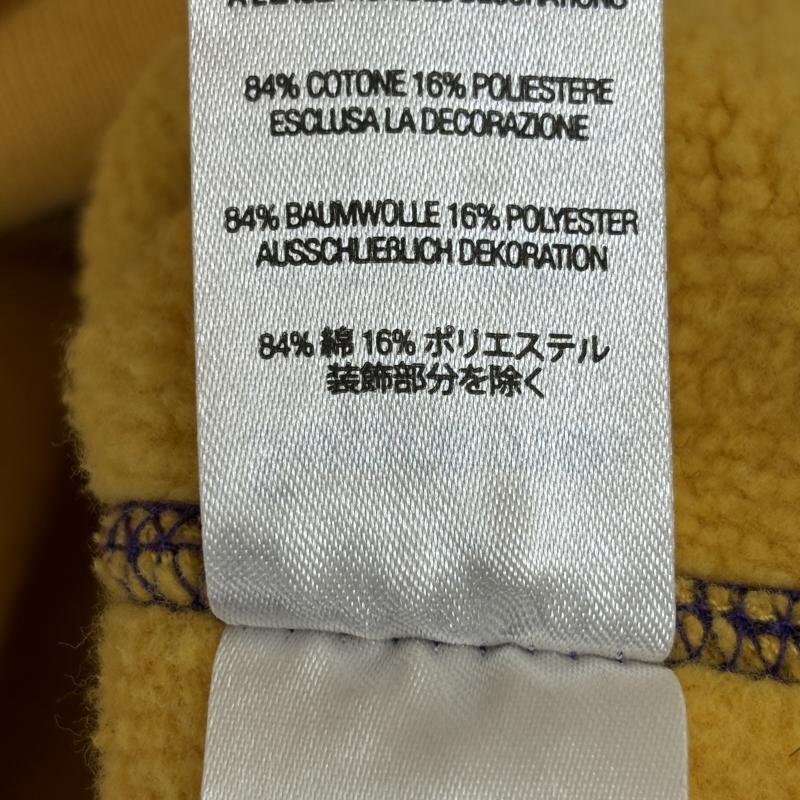 DECORATIONS
84% COTONE 16% POLIESTERE
ESCLUSA LA DECORAZIONE
84% BAUMWOLLE 16% POLYESTER
AUSSCHLIEßLICH DEKORATION
84% 綿 16% ポリエステル
装飾部分を除く